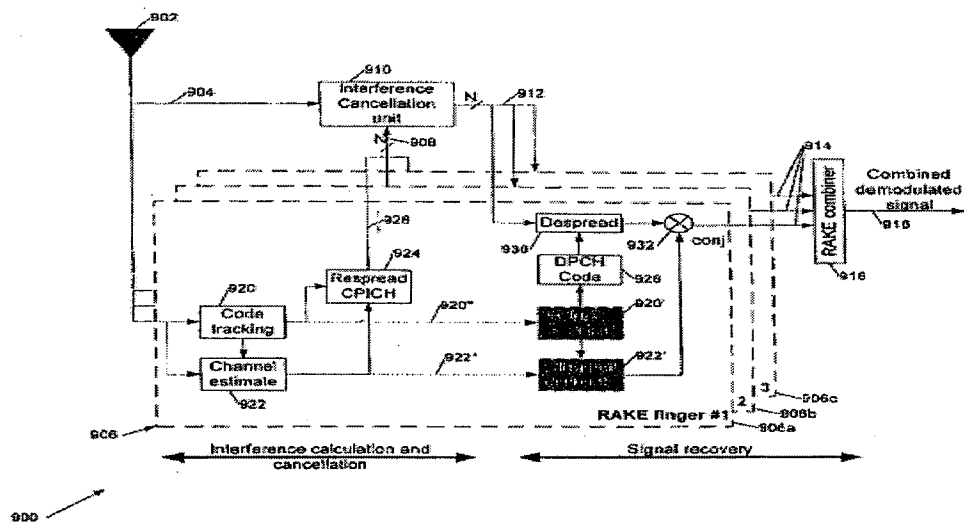 902
910
904
Interference
Cancellation
unit
N
912
N
908
914
Combined
demodulated
signal
RAKE combiner
916
916
926
Despread
930
932
conj
924
Respread
CPICH
DPCH
Code
926
920
Code
tracking
920"
920'
Channel
estimate
922
922"
922'
RAKE finger #1
2
3
906c
906b
906a
906
Interference calculation and
cancellation
Signal recovery
900